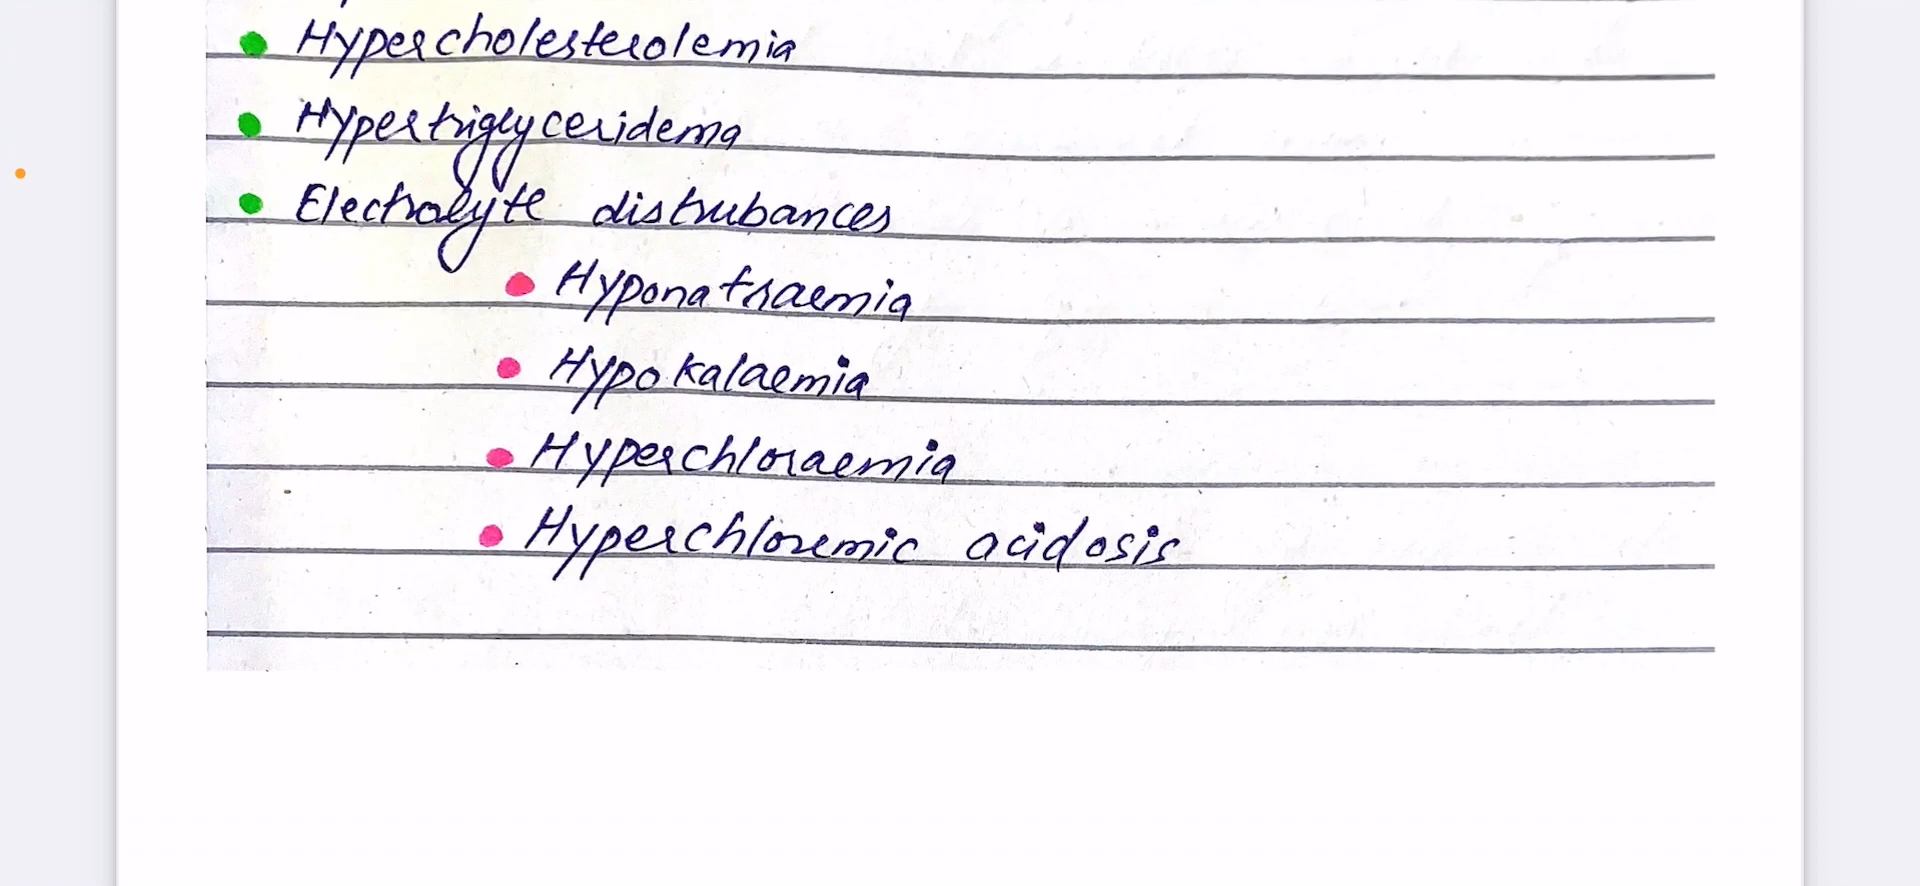 Hypercholesterolemia
Hypertriglyceridema
Electrolyte distrubances
Hyponatraemia
Hypokalaemia
Hyperchloraemia
Hyperchloremic acidosis